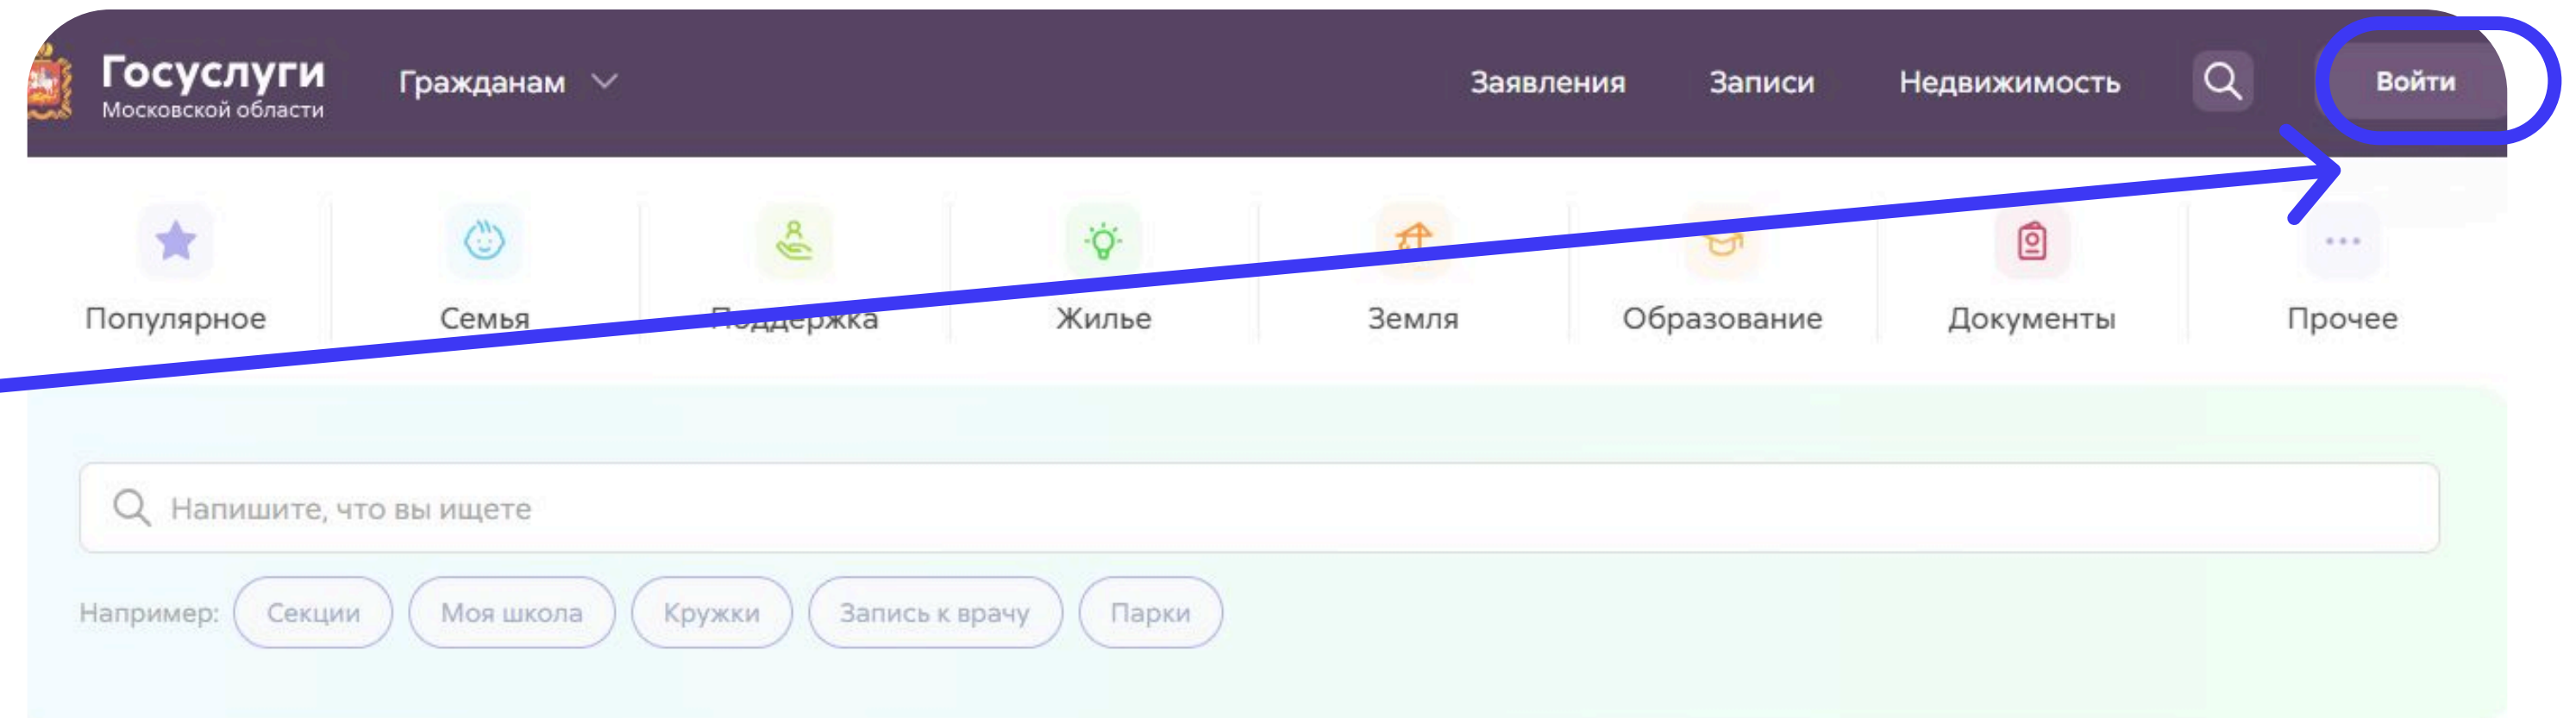 Госуслуги
Московской области
Гражданам
Заявления
Записи
Недвижимость
Войти
Популярное
Семья
Поддержка
Жилье
Земля
Образование
Документы
Прочее
Напишите, что вы ищете
Например: Секции Моя школа Кружки Запись к врачу Парки